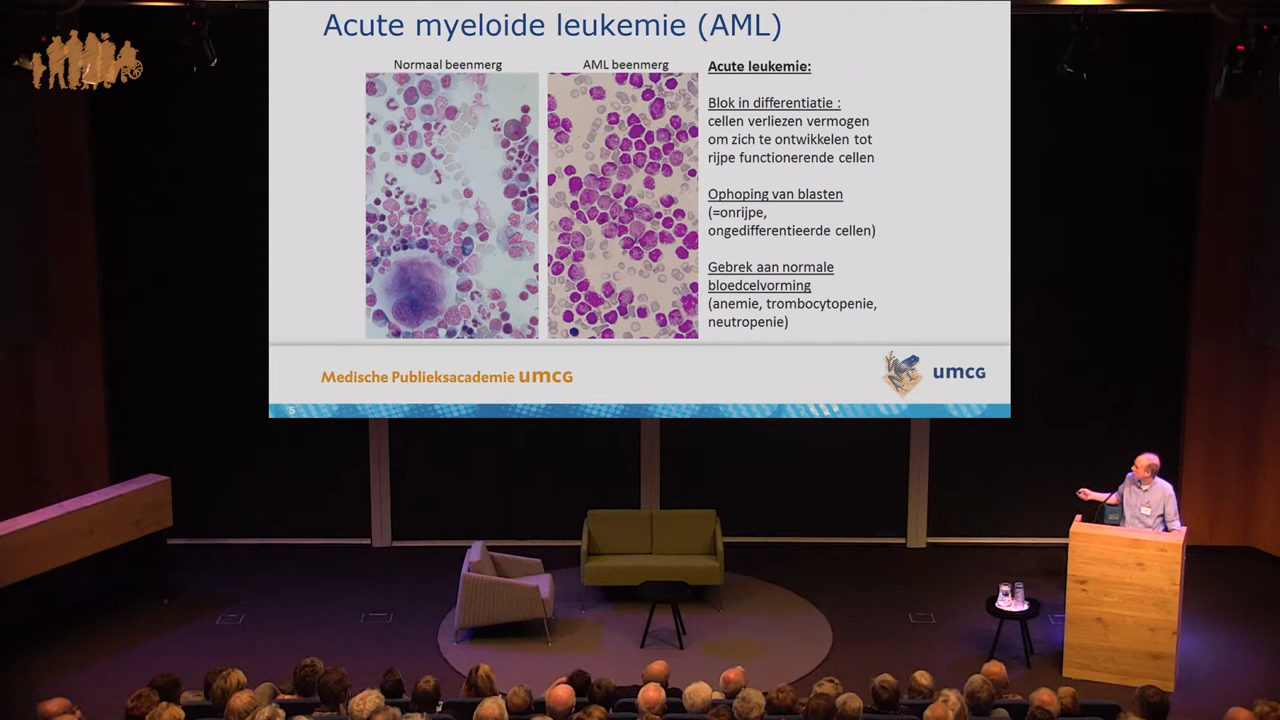 Acute myeloide leukemie (AML)
Normaal beenmerg
AML beenmerg
Acute leukemie:
Blok in differentiatie :
cellen verliezen vermogen
om zich te ontwikkelen tot
rijpe functionerende cellen
Ophoping van blasten
(=onrijpe,
ongedifferentieerde cellen)
Gebrek aan normale
bloedcelvorming
(anemie, trombocytopenie,
neutropenie)
Medische Publieksacademie umcg
umcg
5